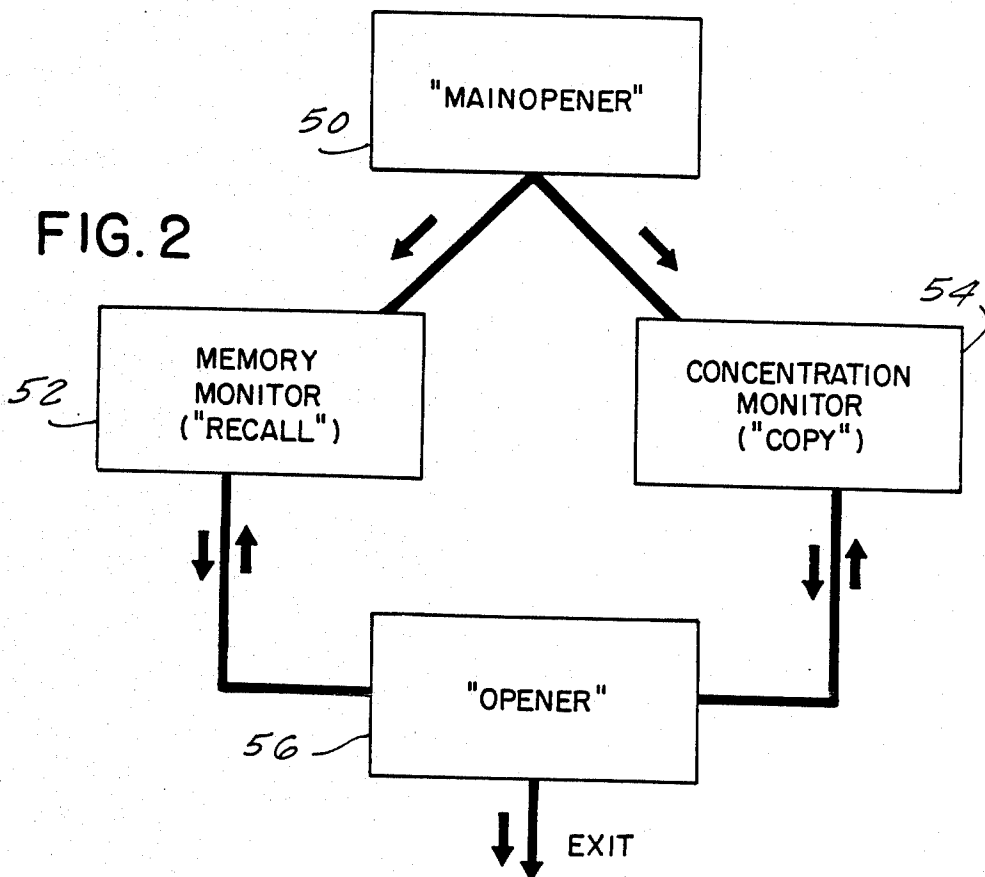 "MAINOPENER"
50
FIG. 2
54
MEMORY
MONITOR
("RECALL")
52
CONCENTRATION
MONITOR
("COPY")
"OPENER"
56
EXIT